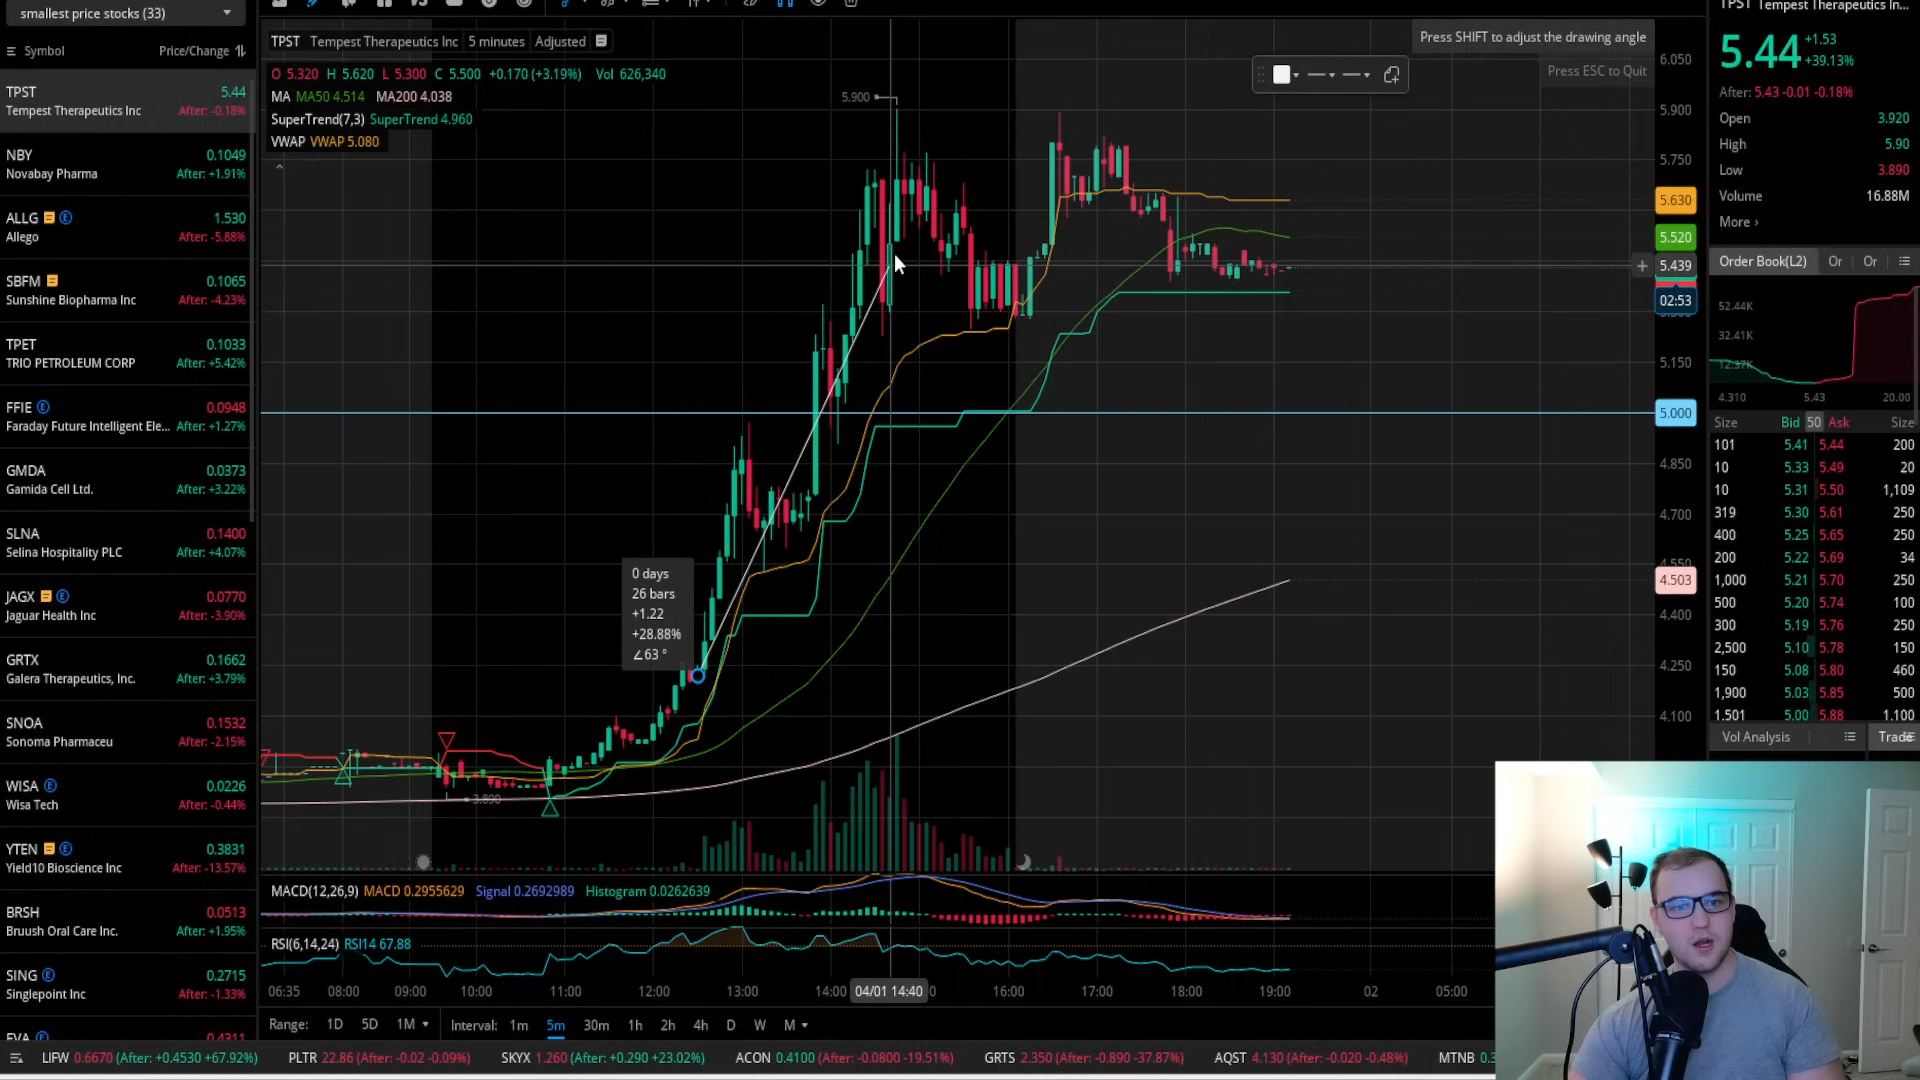 smallest price stocks (33)
Symbol Price/Change
TPST 5.44
Tempest Therapeutics Inc After: -0.18%
NBY 0.1049
Novabay Pharma After: +1.91%
ALLG E 1.530
Allego After: -5.88%
SBFM 0.1065
Sunshine Biopharma Inc After: -4.23%
TPET 0.1033
TRIO PETROLEUM CORP After: +5.42%
FFIE E 0.0948
Faraday Future Intelligent Ele... After: +1.27%
GMDA 0.0373
Gamida Cell Ltd. After: +3.22%
SLNA 0.1400
Selina Hospitality PLC After: +4.07%
JAGX E 0.0770
Jaguar Health Inc After: -3.90%
GRTX 0.1662
Galera Therapeutics, Inc. After: +3.79%
SNOA 0.1532
Sonoma Pharmaceu After: -2.15%
WISA E 0.0226
Wisa Tech After: -0.44%
YTEN E 0.3831
Yield10 Bioscience Inc After: -13.57%
BRSH 0.0513
Bruush Oral Care Inc. After: +1.95%
SING E 0.2715
Singlepoint Inc After: -1.33%
EVA E 0.4311
TPST Tempest Therapeutics Inc 5 minutes Adjusted
O 5.320 H 5.620 L 5.300 C 5.500 +0.170 (+3.19%) Vol 626,340
MA MA50 4.514 MA200 4.038
SuperTrend(7,3) SuperTrend 4.960
VWAP VWAP 5.080
5.900
Press SHIFT to adjust the drawing angle
Press ESC to Quit
0 days
26 bars
+1.22
+28.88%
∠63 °
3.890
6.050
5.900
5.750
5.630
5.520
5.439
02:53
5.300
5.150
5.000
4.850
4.700
4.550
4.503
4.400
4.250
4.100
MACD(12,26,9) MACD 0.2955629 Signal 0.2692989 Histogram 0.0262639
RSI(6,14,24) RSI14 67.88
06:35 08:00 09:00 10:00 11:00 12:00 13:00 14:00 04/01 14:40 16:00 17:00 18:00 19:00 02 05:00
Range: 1D 5D 1M Interval: 1m 5m 30m 1h 2h 4h D W M
TPST Tempest Therapeutics In...
5.44 +1.53
+39.13%
After: 5.43 -0.01 -0.18%
Open 3.920
High 5.90
Low 3.890
Volume 16.88M
More ›
Order Book(L2) Or Or
52.44K
32.41K
12.37K
4.310 5.43 20.00
Size Bid 50 Ask Size
101 5.41 5.44 200
10 5.33 5.49 20
10 5.31 5.50 1,109
319 5.30 5.61 250
400 5.25 5.65 250
200 5.22 5.69 34
1,000 5.21 5.70 250
500 5.20 5.74 100
300 5.19 5.76 250
2,500 5.10 5.78 150
150 5.08 5.80 460
1,900 5.03 5.85 500
1,501 5.00 5.88 1,100
Vol Analysis
LIFW 0.6670 (After: +0.4530 +67.92%) PLTR 22.86 (After: -0.02 -0.09%) SKYX 1.260 (After: +0.290 +23.02%) ACON 0.4100 (After: -0.0800 -19.51%) GRTS 2.350 (After: -0.890 -37.87%) AQST 4.130 (After: -0.020 -0.48%) MTNB